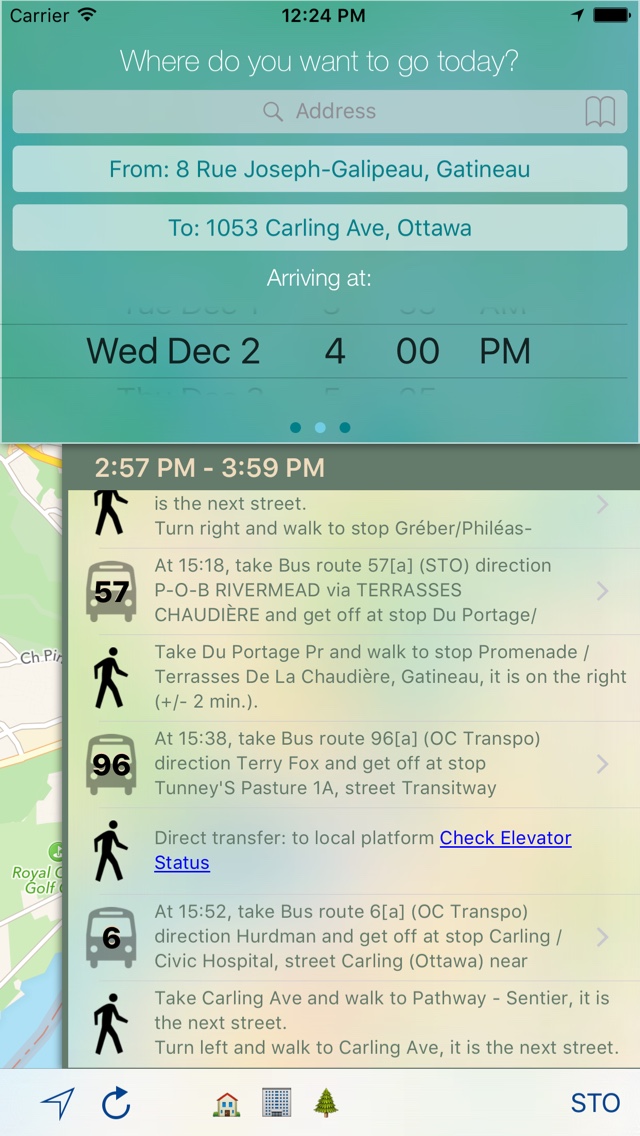 Carrier 12:24 PM
Where do you want to go today?
Address
From: 8 Rue Joseph-Galipeau, Gatineau
To: 1053 Carling Ave, Ottawa
Arriving at:
Wed Dec 2 4 00 PM
2:57 PM - 3:59 PM
is the next street.
Turn right and walk to stop Gréber/Philéas-
At 15:18, take Bus route 57[a] (STO) direction
57
P-O-B RIVERMEAD via TERRASSES
CHAUDIÈRE and get off at stop Du Portage/
Take Du Portage Pr and walk to stop Promenade /
Terrasses De La Chaudière, Gatineau, it is on the right
(+/- 2 min.).
At 15:38, take Bus route 96[a] (OC Transpo)
96
direction Terry Fox and get off at stop
Tunney'S Pasture 1A, street Transitway
Direct transfer: to local platform Check Elevator
Status
At 15:52, take Bus route 6[a] (OC Transpo)
6
direction Hurdman and get off at stop Carling /
Civic Hospital, street Carling (Ottawa) near
Take Carling Ave and walk to Pathway - Sentier, it is
the next street.
Turn left and walk to Carling Ave, it is the next street.
Ch Pin
Royal
Golf
STO